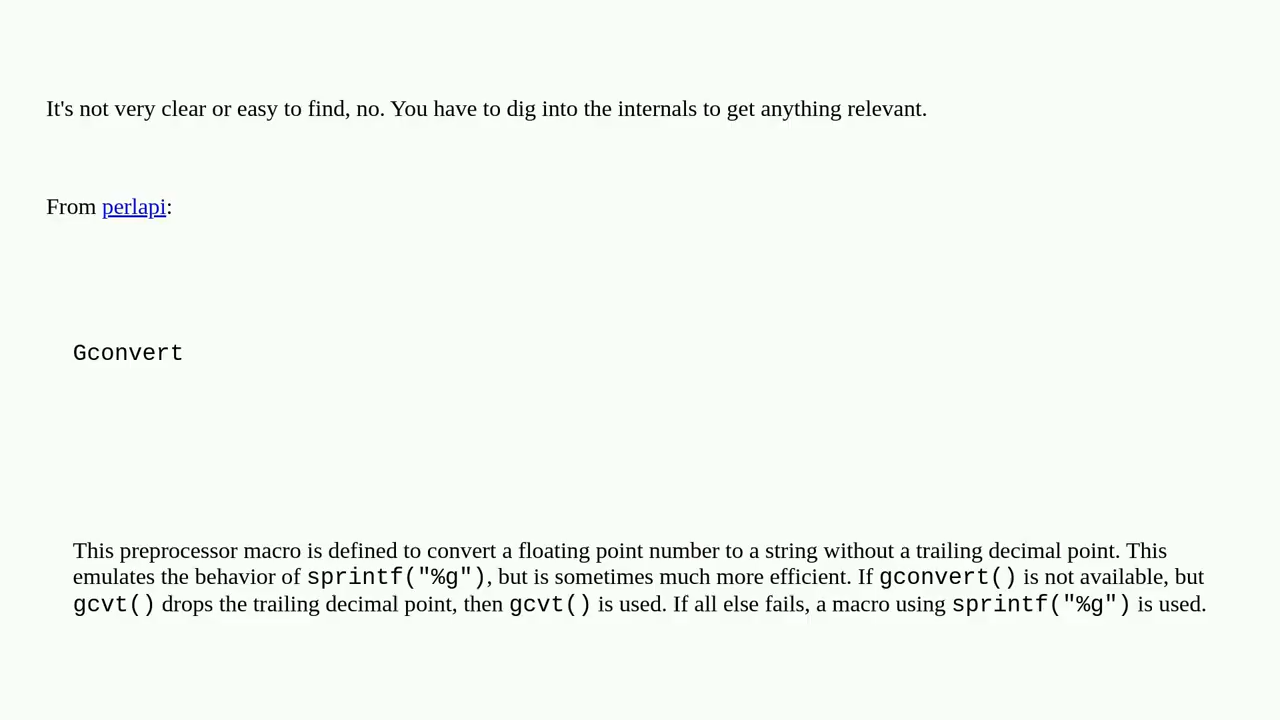 It's not very clear or easy to find, no. You have to dig into the internals to get anything relevant.
From perlapi:
Gconvert
This preprocessor macro is defined to convert a floating point number to a string without a trailing decimal point. This
emulates the behavior of sprintf("%g"), but is sometimes much more efficient. If gconvert() is not available, but
gcvt() drops the trailing decimal point, then gcvt() is used. If all else fails, a macro using sprintf("%g") is used.